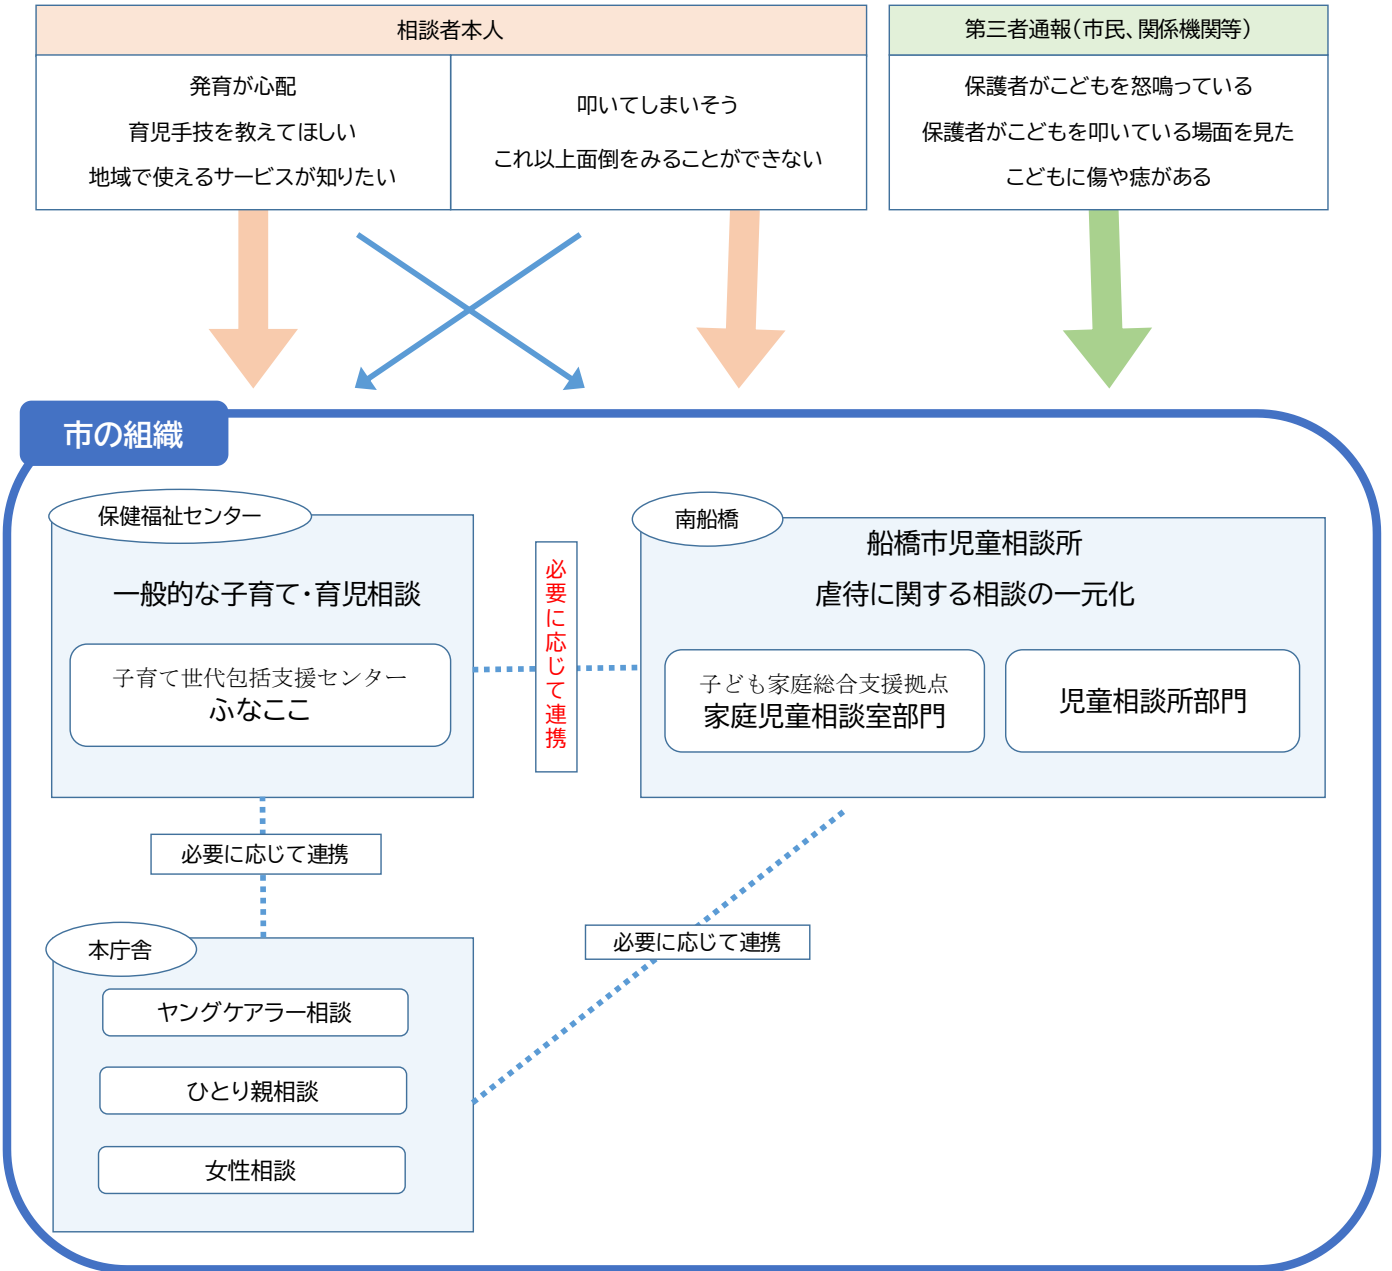 相談者本人
発育が心配
育児手技を教えてほしい
地域で使えるサービスが知りたい
叩いてしまいそう
これ以上面倒をみることができない
第三者通報(市民、関係機関等)
保護者がこどもを怒鳴っている
保護者がこどもを叩いている場面を見た
こどもに傷や痣がある
市の組織
保健福祉センター
一般的な子育て・育児相談
子育て世代包括支援センター
ふなここ
必要に応じて連携
南船橋
船橋市児童相談所
虐待に関する相談の一元化
子ども家庭総合支援拠点
家庭児童相談室部門
児童相談所部門
必要に応じて連携
必要に応じて連携
本庁舎
ヤングケアラー相談
ひとり親相談
女性相談